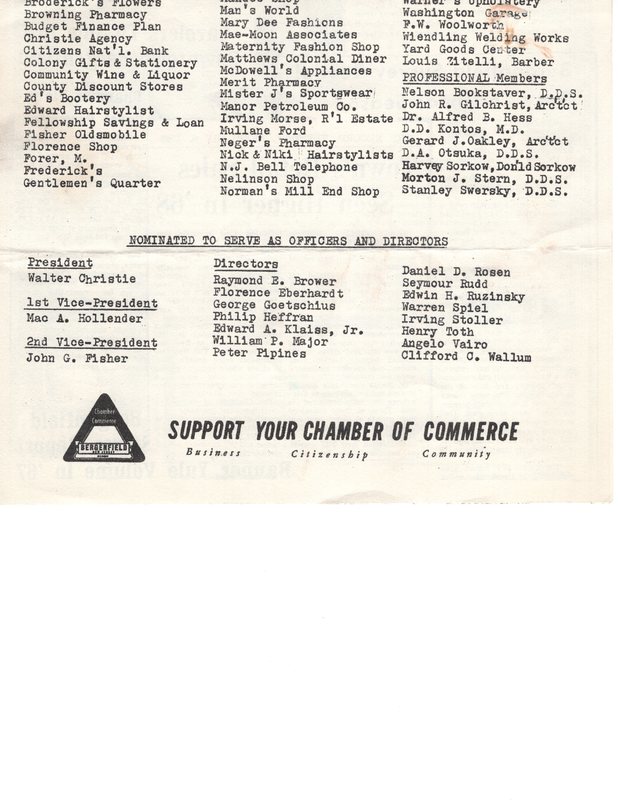 Broderick's Flowers
Browning Pharmacy
Budget Finance Plan
Christie Agency
Citizens Nat'l. Bank
Colony Gifts & Stationery
Community Wine & Liquor
County Discount Stores
Ed's Bootery
Edward Hairstylist
Fellowship Savings & Loan
Fisher Oldsmobile
Florence Shop
Forer, M.
Frederick's
Gentlemen's Quarter
Man's World
Mary Dee Fashions
Mae-Moon Associates
Maternity Fashion Shop
Matthews Colonial Diner
McDowell's Appliances
Merit Pharmacy
Mister J's Sportswear
Manor Petroleum Co.
Irving Morse, R'l Estate
Mullane Ford
Neger's Pharmacy
Nick & Niki Hairstylists
N.J. Bell Telephone
Nelinson Shop
Norman's Mill End Shop
Warner's Upholstery
Washington Garage
F.W. Woolworth
Wiendling Welding Works
Yard Goods Center
Louis Zitelli, Barber
PROFESSIONAL Members
Nelson Bookstaver, D.D.S.
John R. Gilchrist, Arc't'ct
Dr. Alfred B. Hess
D.D. Kontos, M.D.
Gerard J.Oakley, Arc't'ct
D.A. Otsuka, D.D.S.
Harvey Sorkow, Donald Sorkow
Morton J. Stern, D.D.S.
Stanley Swersky, D.D.S.
NOMINATED TO SERVE AS OFFICERS AND DIRECTORS
President
Walter Christie
1st Vice-President
Mac A. Hollender
2nd Vice-President
John G. Fisher
Directors
Raymond E. Brower
Florence Eberhardt
George Goetschius
Philip Heffran
Edward A. Klaiss, Jr.
William P. Major
Peter Pipines
Daniel D. Rosen
Seymour Rudd
Edwin H. Ruzinsky
Warren Spiel
Irving Stoller
Henry Toth
Angelo Vairo
Clifford C. Wallum
Chamber
Commerce
BERGENFIELD
NEW JERSEY
SUPPORT YOUR CHAMBER OF COMMERCE
Business Citizenship Community